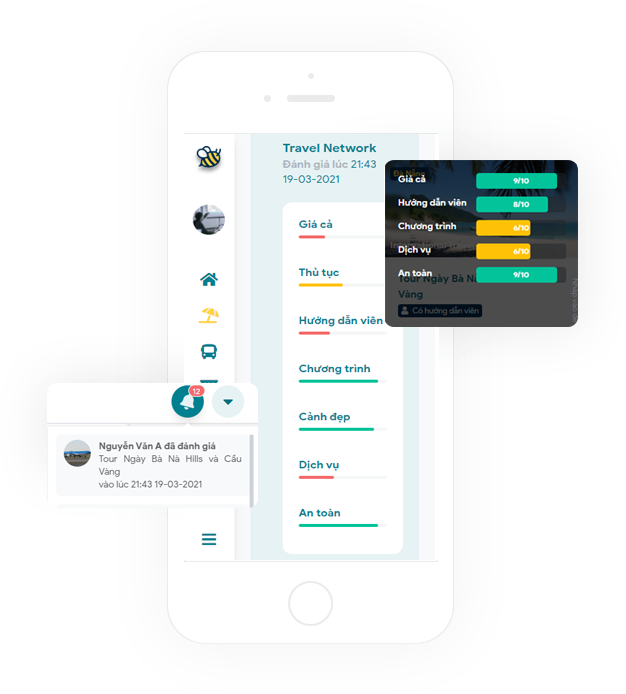 Travel Network
Đánh giá lúc 21:43
19-03-2021
Giá cả
Thủ tục
Hướng dẫn viên
Chương trình
Cảnh đẹp
Dịch vụ
An toàn
Đà Nẵng
Giá cả 9/10
Hướng dẫn viên 8/10
Chương trình 6/10
Dịch vụ 6/10
An toàn 9/10
Tour Ngày Bà Nà
Vàng
Có hướng dẫn viên
12
Nguyễn Văn A đã đánh giá
Tour Ngày Bà Nà Hills và Cầu
Vàng
vào lúc 21:43 19-03-2021